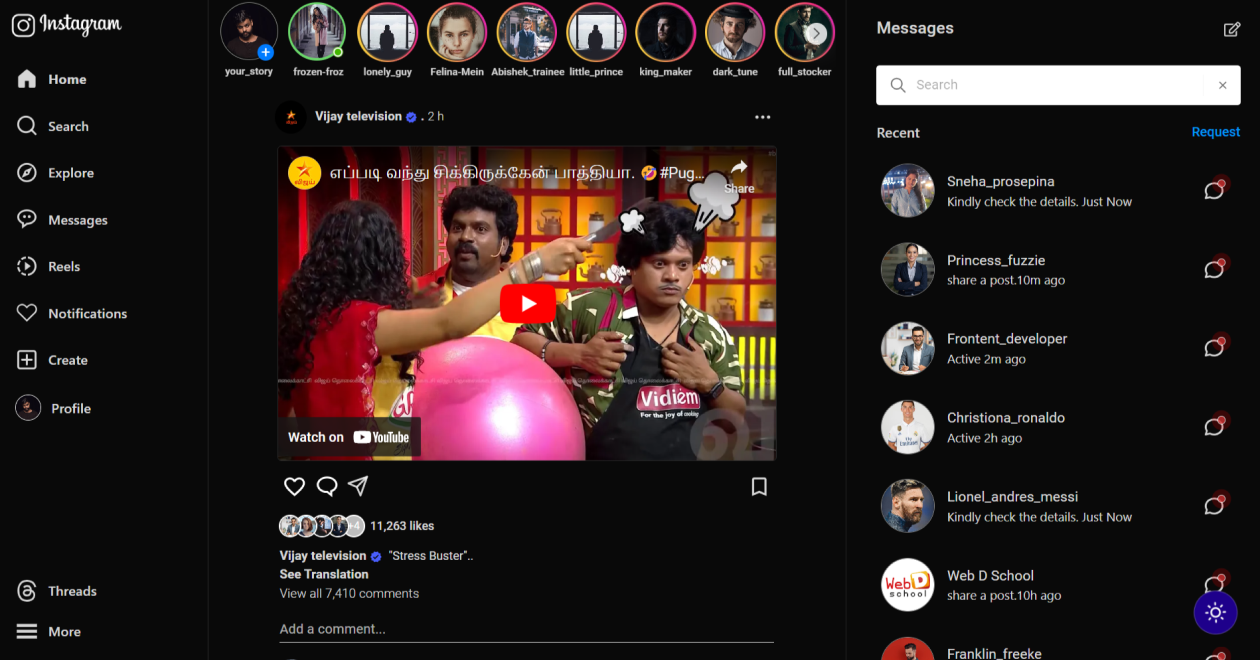 Instagram
Home
Search
Explore
Messages
Reels
Notifications
Create
Profile
Threads
More
your_story
frozen-froz
lonely_guy
Felina-Mein
Abishek_trainee
little_prince
king_maker
dark_tune
full_stocker
Vijay television . 2 h
விஜய்
எப்படி வந்து சிக்கிருக்கேன் பாத்தியா. 🤣 #Pug...
Share
Vidiem
For the joy of cooking
Watch on YouTube
+4 11,263 likes
Vijay television "Stress Buster"..
See Translation
View all 7,410 comments
Add a comment...
Messages
Search
Recent
Request
Sneha_prosepina
Kindly check the details. Just Now
Princess_fuzzie
share a post.10m ago
Frontent_developer
Active 2m ago
Christiona_ronaldo
Active 2h ago
Lionel_andres_messi
Kindly check the details. Just Now
Web D
school
Web D School
share a post.10h ago
Franklin_freeke